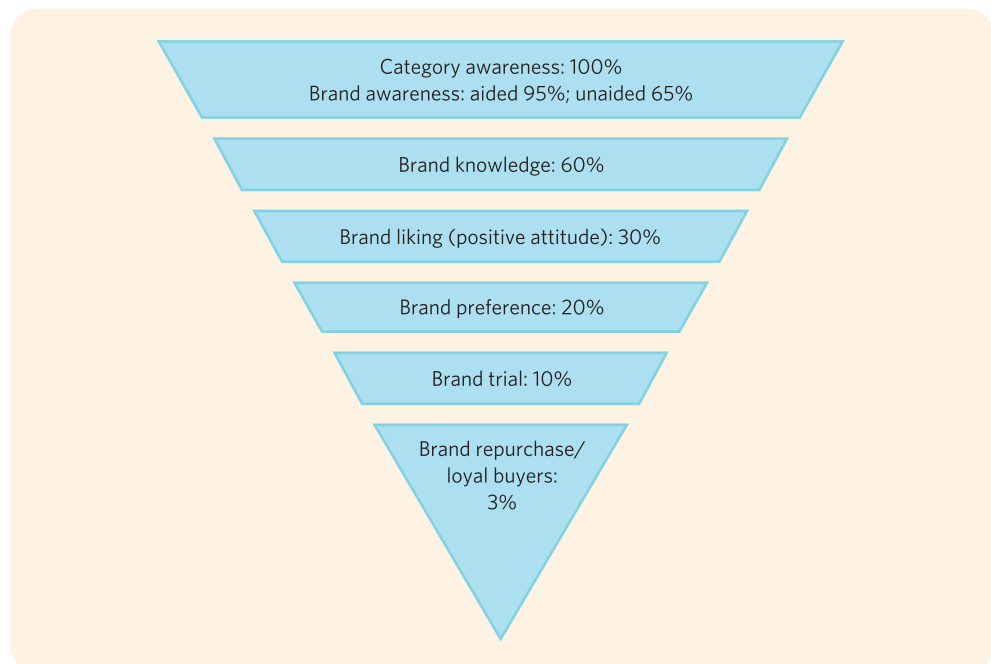 Category awareness: 100%
Brand awareness: aided 95%; unaided 65%
Brand knowledge: 60%
Brand liking (positive attitude): 30%
Brand preference: 20%
Brand trial: 10%
Brand repurchase/
loyal buyers:
3%